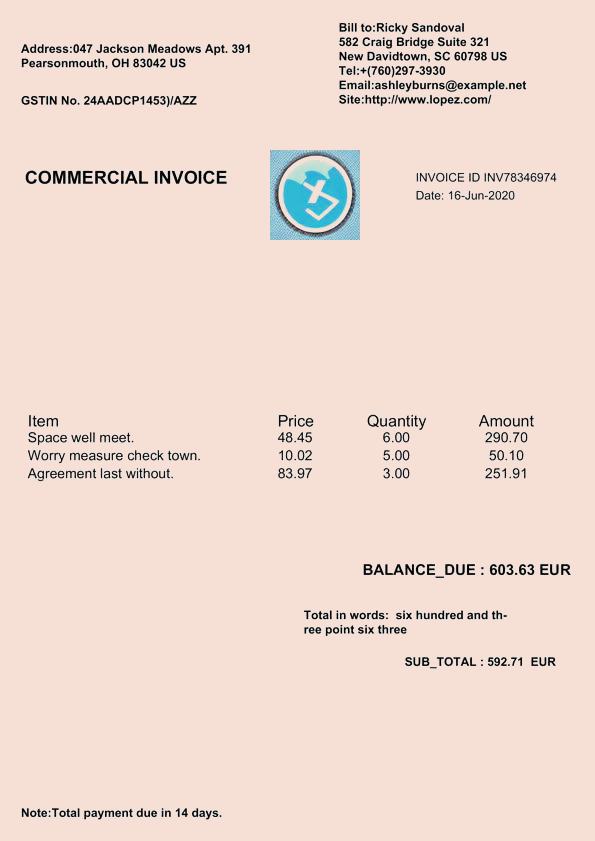 Address:047 Jackson Meadows Apt. 391
Pearsonmouth, OH 83042 US
GSTIN No. 24AADCP1453)/AZZ
Bill to:Ricky Sandoval
582 Craig Bridge Suite 321
New Davidtown, SC 60798 US
Tel:+(760)297-3930
Email:ashleyburns@example.net
Site:http://www.lopez.com/
COMMERCIAL INVOICE
INVOICE ID INV78346974
Date: 16-Jun-2020
Item Price Quantity Amount
Space well meet. 48.45 6.00 290.70
Worry measure check town. 10.02 5.00 50.10
Agreement last without. 83.97 3.00 251.91
BALANCE_DUE : 603.63 EUR
Total in words: six hundred and th-
ree point six three
SUB_TOTAL : 592.71 EUR
Note:Total payment due in 14 days.